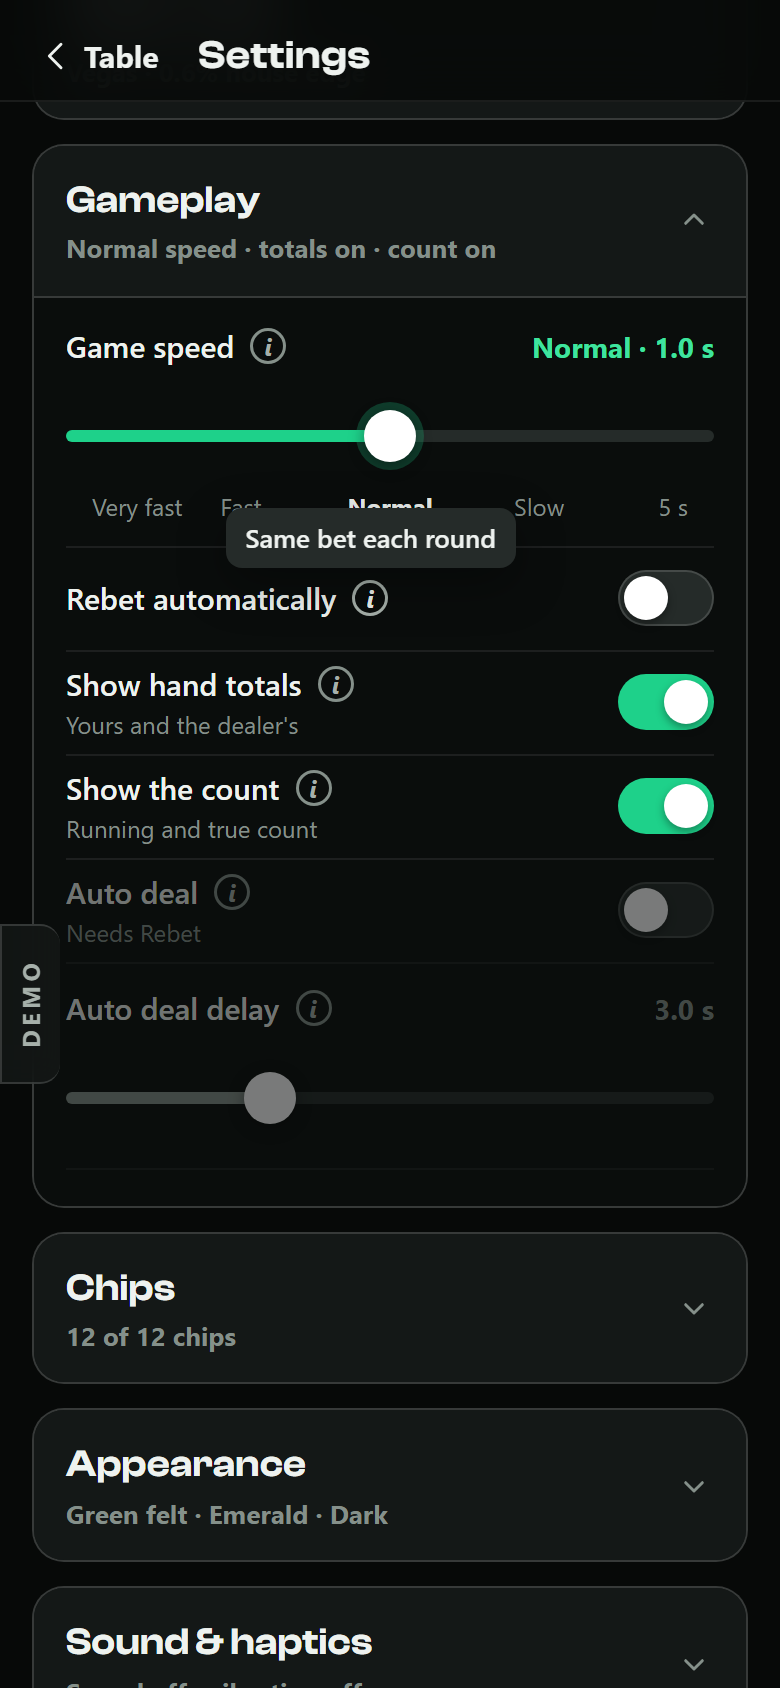 Table Settings
Gameplay
Normal speed · totals on · count on
Game speed i Normal · 1.0 s
Very fast Fast Normal Slow 5 s
Same bet each round
Rebet automatically i
Show hand totals i
Yours and the dealer's
Show the count i
Running and true count
Auto deal i
Needs Rebet
DEMO
Auto deal delay i 3.0 s
Chips
12 of 12 chips
Appearance
Green felt · Emerald · Dark
Sound & haptics